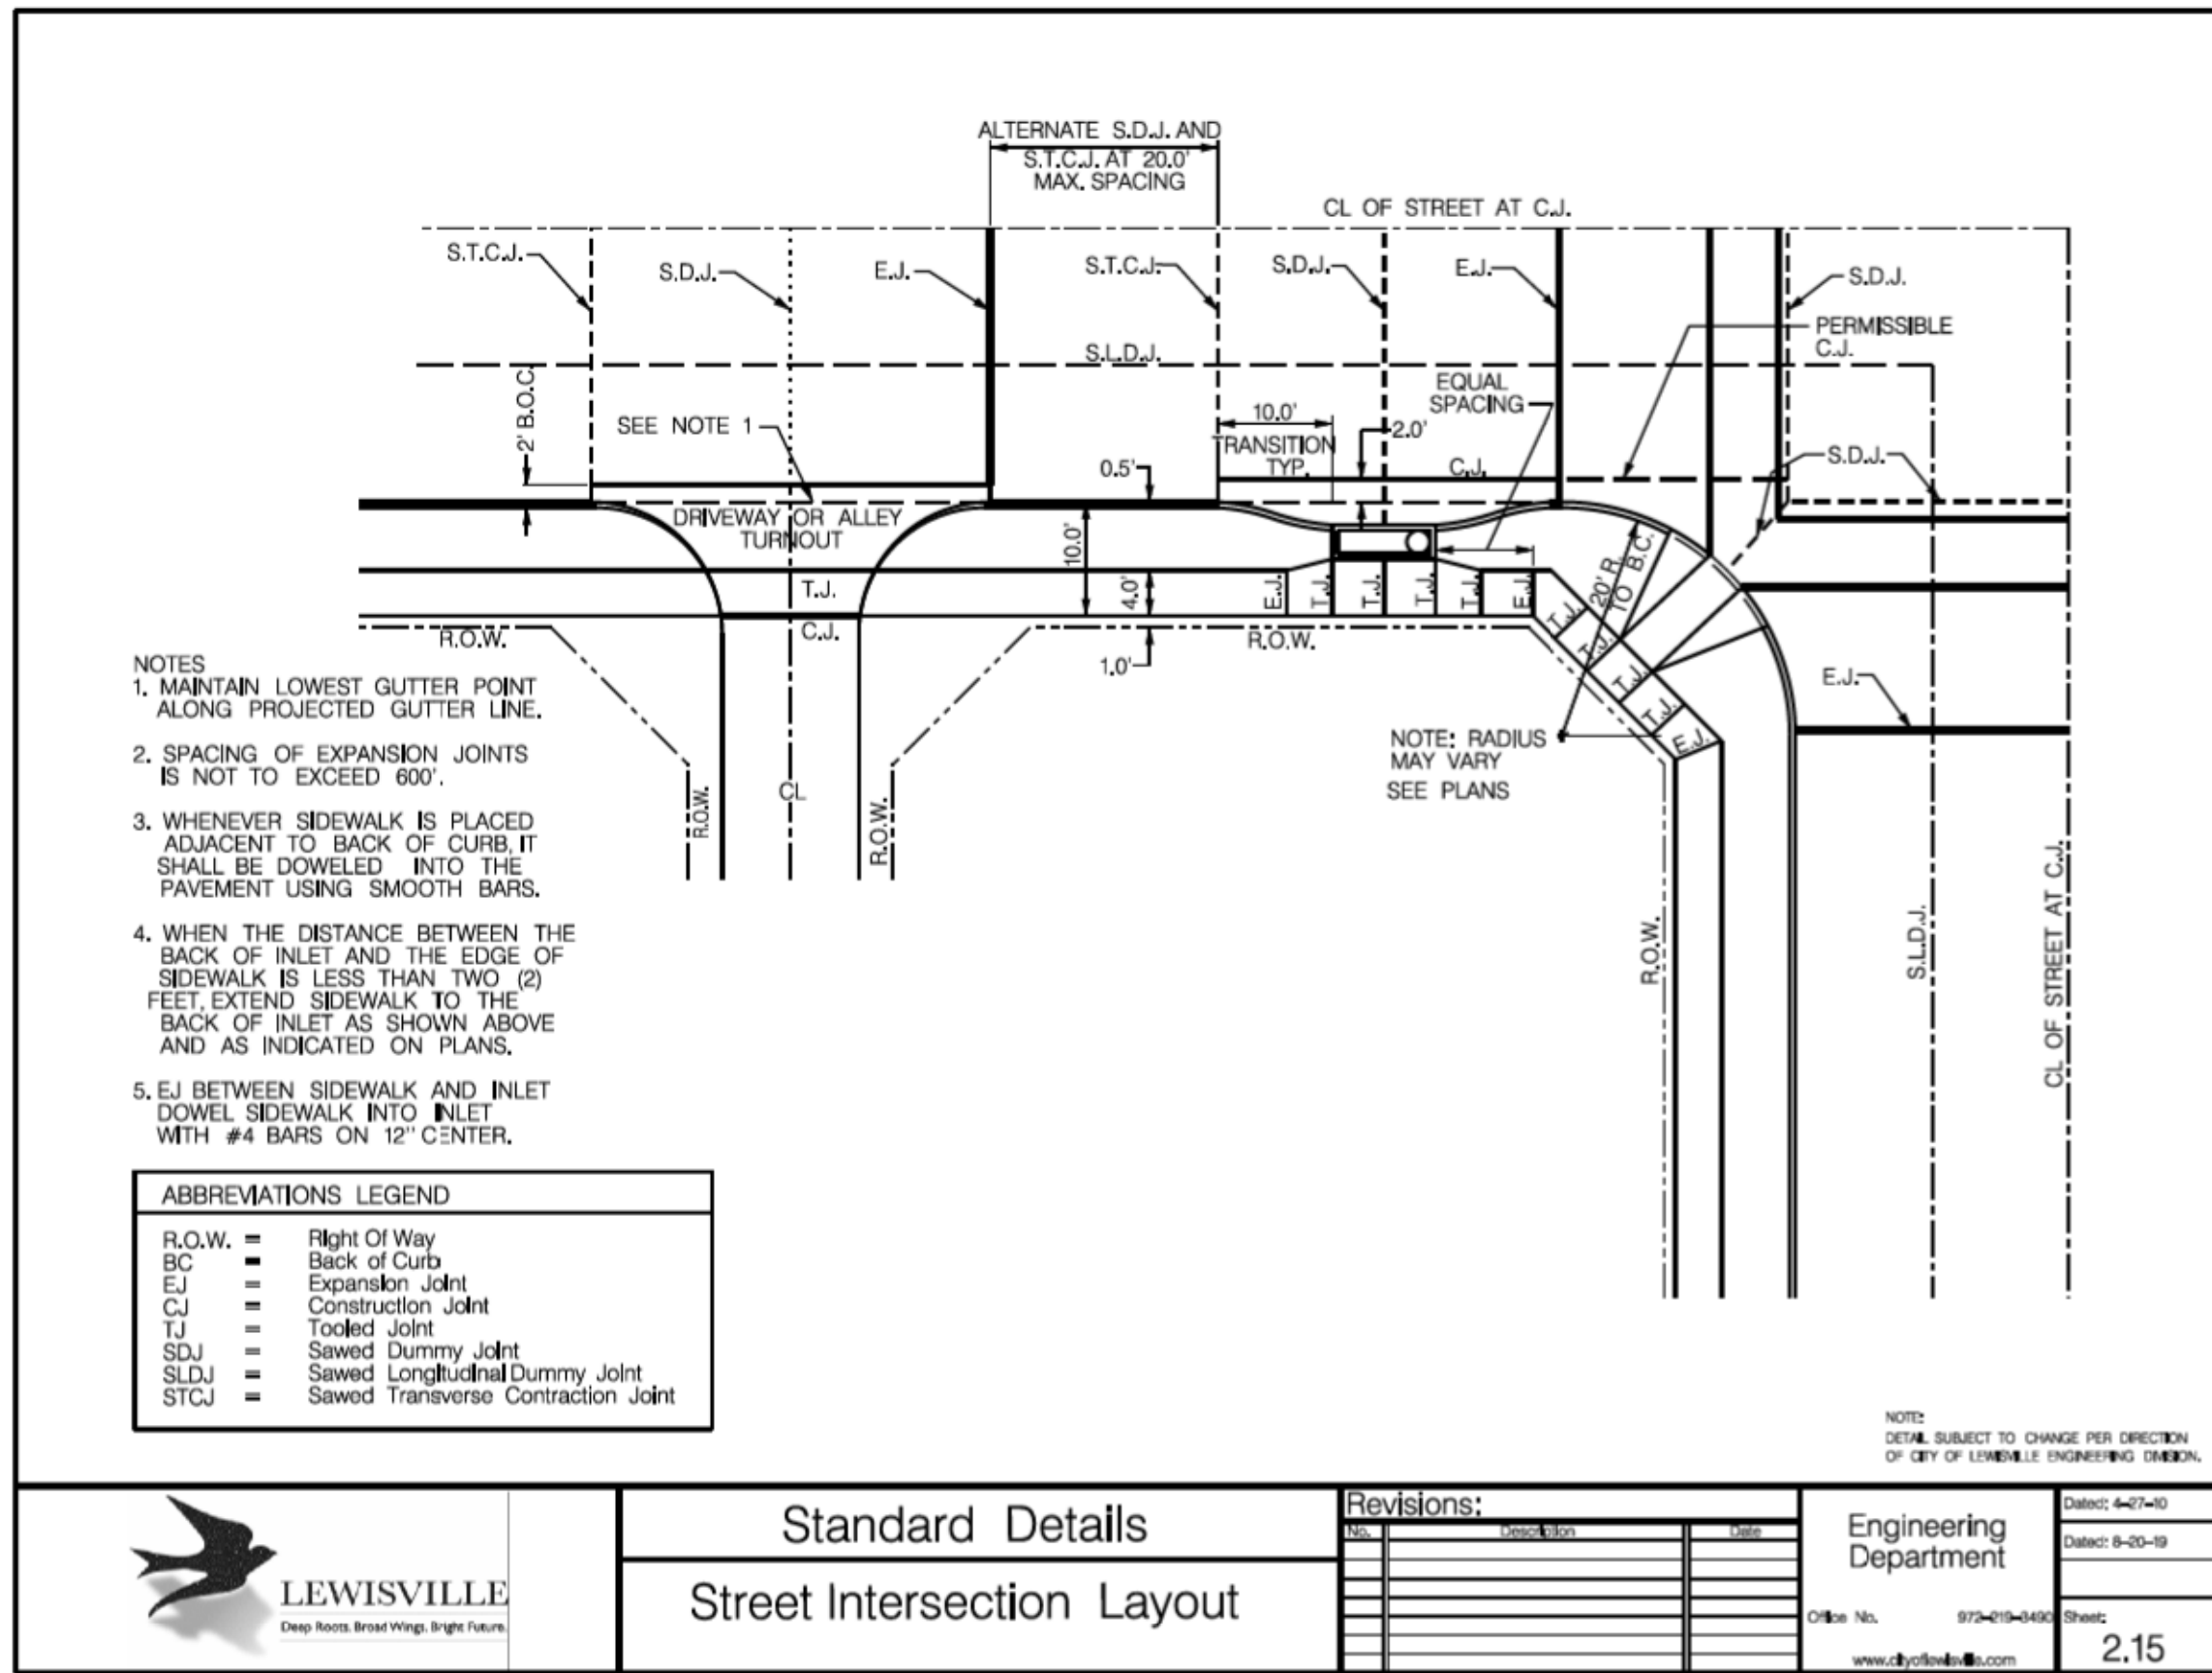 ALTERNATE S.D.J. AND
S.T.C.J. AT 20.0'
MAX. SPACING
CL OF STREET AT C.J.
S.T.C.J.
S.D.J.
E.J.
S.T.C.J.
S.D.J.
E.J.
S.D.J.
PERMISSIBLE
C.J.
S.L.D.J.
2' B.O.C.
EQUAL
SPACING
SEE NOTE 1
10.0'
2.0'
TRANSITION
TYP.
C.J.
0.5'
S.D.J.
DRIVEWAY OR ALLEY
TURNOUT
10.0'
20' R.
TO B.C.
T.J.
4.0'
E.J.
T.J.
T.J.
T.J.
T.J.
E.J.
T.J.
T.J.
T.J.
T.J.
E.J.
C.J.
R.O.W.
R.O.W.
1.0'
E.J.
NOTE: RADIUS
MAY VARY
SEE PLANS
R.O.W.
CL
R.O.W.
R.O.W.
S.L.D.J.
CL OF STREET AT C.J.
NOTES
1. MAINTAIN LOWEST GUTTER POINT
ALONG PROJECTED GUTTER LINE.
2. SPACING OF EXPANSION JOINTS
IS NOT TO EXCEED 600'.
3. WHENEVER SIDEWALK IS PLACED
ADJACENT TO BACK OF CURB, IT
SHALL BE DOWELED INTO THE
PAVEMENT USING SMOOTH BARS.
4. WHEN THE DISTANCE BETWEEN THE
BACK OF INLET AND THE EDGE OF
SIDEWALK IS LESS THAN TWO (2)
FEET, EXTEND SIDEWALK TO THE
BACK OF INLET AS SHOWN ABOVE
AND AS INDICATED ON PLANS.
5. EJ BETWEEN SIDEWALK AND INLET
DOWEL SIDEWALK INTO INLET
WITH #4 BARS ON 12" CENTER.
ABBREVIATIONS LEGEND
R.O.W. = Right Of Way
BC = Back of Curb
EJ = Expansion Joint
CJ = Construction Joint
TJ = Tooled Joint
SDJ = Sawed Dummy Joint
SLDJ = Sawed Longitudinal Dummy Joint
STCJ = Sawed Transverse Contraction Joint
NOTE:
DETAIL SUBJECT TO CHANGE PER DIRECTION
OF CITY OF LEWISVILLE ENGINEERING DIVISION.
LEWISVILLE
Deep Roots. Broad Wings. Bright Future.
Standard Details
Street Intersection Layout
Revisions:
No. Description Date
Engineering
Department
Office No. 972-219-3490
www.cityoflewisville.com
Dated: 4-27-10
Dated: 8-20-19
Sheet:
2.15